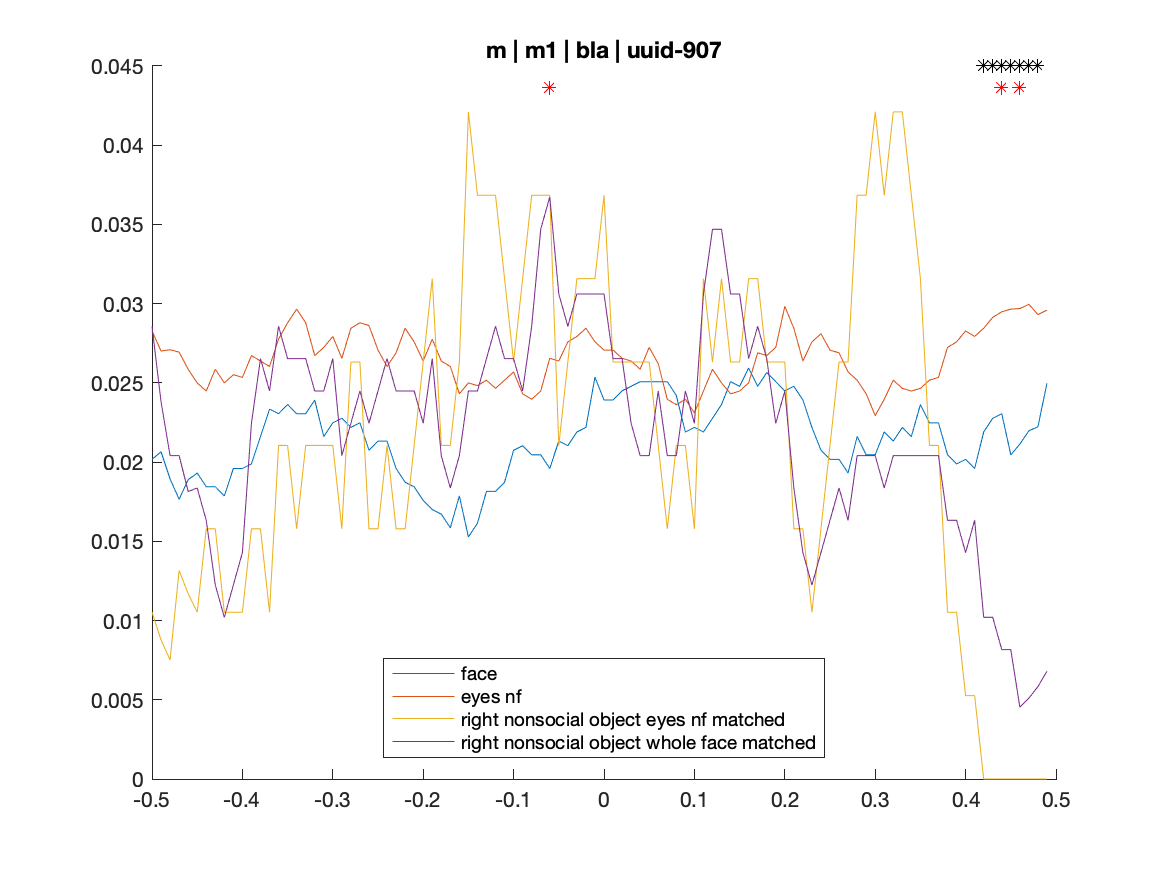 m | m1 | bla | uuid-907
0.045
0.04
0.035
0.03
0.025
0.02
0.015
0.01
0.005
0
face
eyes nf
right nonsocial object eyes nf matched
right nonsocial object whole face matched
-0.5 -0.4 -0.3 -0.2 -0.1 0 0.1 0.2 0.3 0.4 0.5